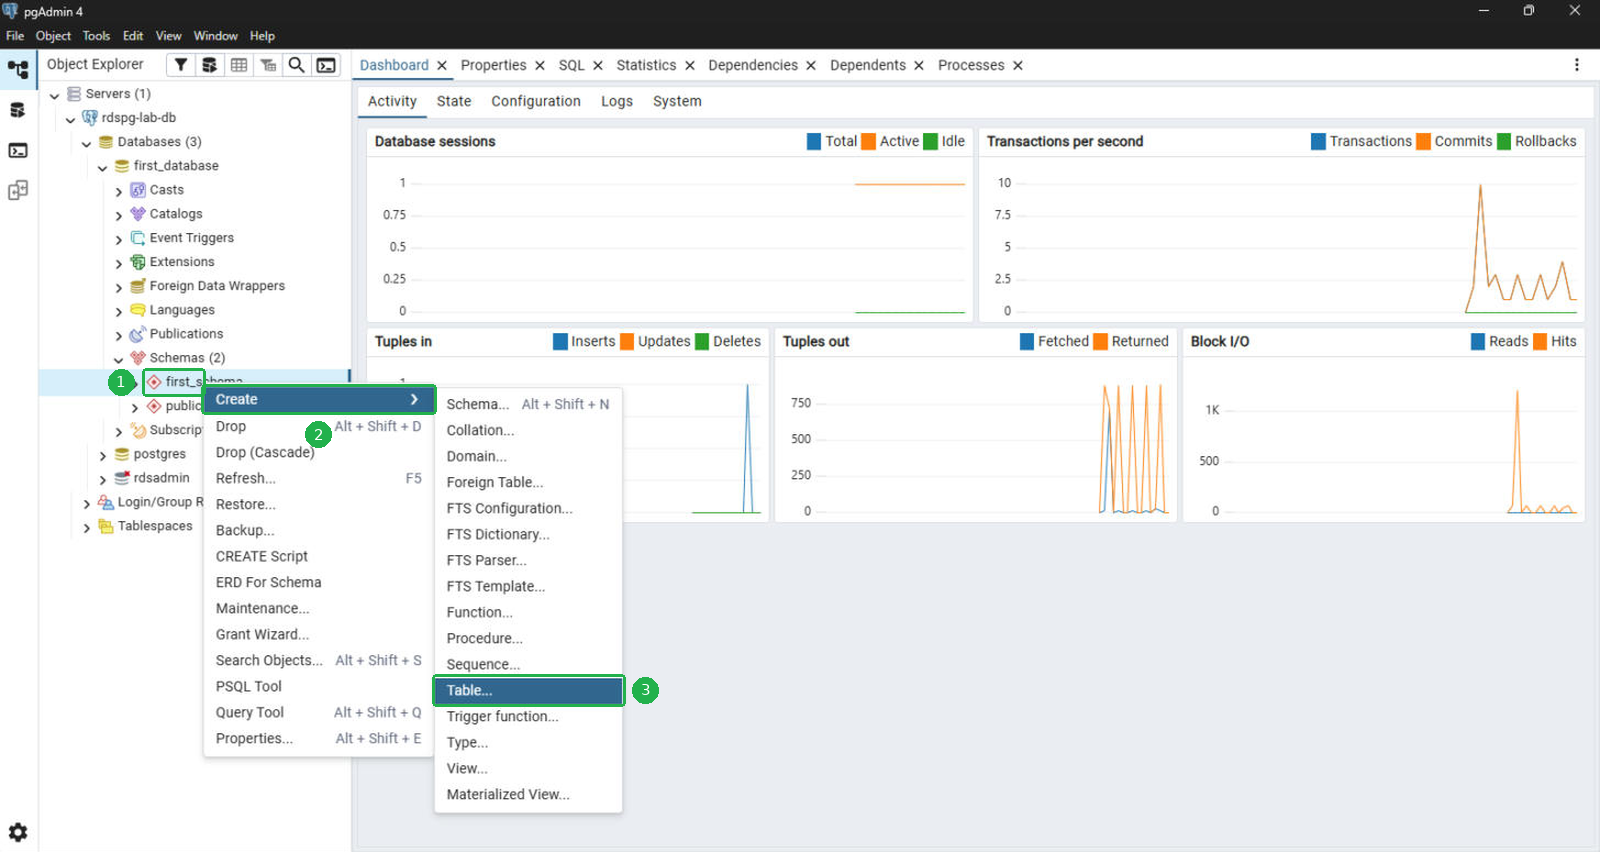 pgAdmin 4
File Object Tools Edit View Window Help
Object Explorer
Dashboard Properties SQL Statistics Dependencies Dependents Processes
Servers (1)
rdspg-lab-db
Databases (3)
first_database
Casts
Catalogs
Event Triggers
Extensions
Foreign Data Wrappers
Languages
Publications
Schemas (2)
1
first_schema
public
Subscrip
postgres
rdsadmin
Login/Group R
Tablespaces
Create
2
Drop Alt + Shift + D
Drop (Cascade)
Refresh... F5
Restore...
Backup...
CREATE Script
ERD For Schema
Maintenance...
Grant Wizard...
Search Objects... Alt + Shift + S
PSQL Tool
Query Tool Alt + Shift + Q
Properties... Alt + Shift + E
Schema... Alt + Shift + N
Collation...
Domain...
Foreign Table...
FTS Configuration...
FTS Dictionary...
FTS Parser...
FTS Template...
Function...
Procedure...
Sequence...
Table...
3
Trigger function...
Type...
View...
Materialized View...
Activity State Configuration Logs System
Database sessions Total Active Idle
1
0.75
0.5
0.25
0
Transactions per second Transactions Commits Rollbacks
10
7.5
5
2.5
0
Tuples in Inserts Updates Deletes
1
Tuples out Fetched Returned
750
500
250
0
Block I/O Reads Hits
1K
500
0